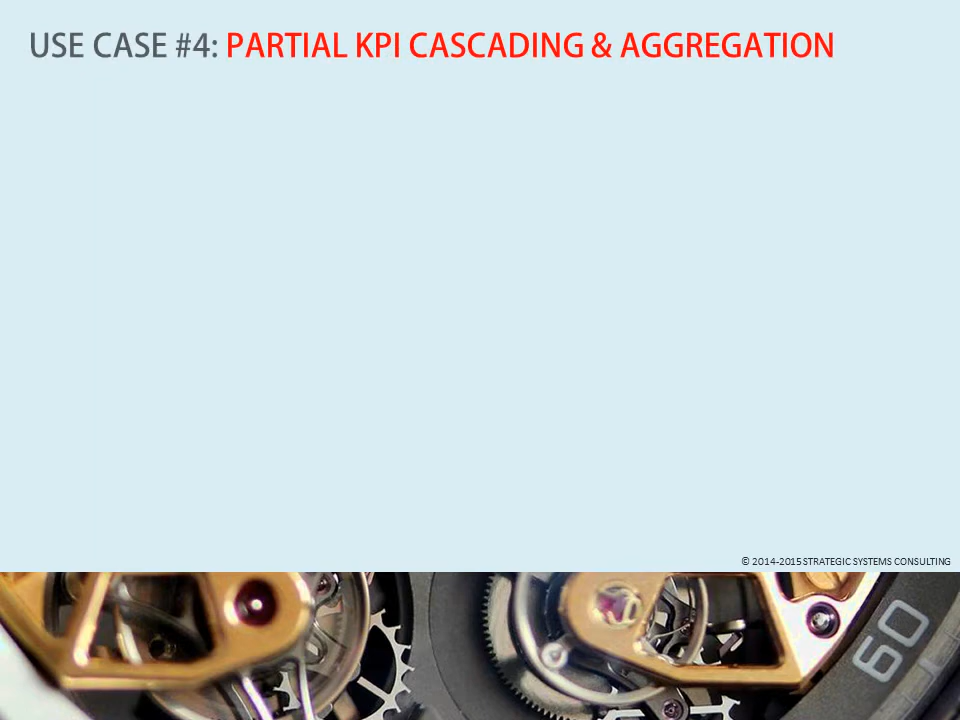 USE CASE #4: PARTIAL KPI CASCADING & AGGREGATION
© 2014-2015 STRATEGIC SYSTEMS CONSULTING
60